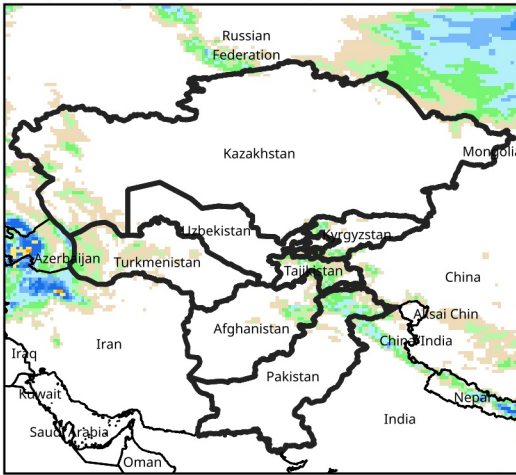 Russian
Federation
Kazakhstan
Mongolia
Uzbekistan
Kyrgyzstan
Azerbaijan
Turkmenistan
Tajikistan
China
Aksai Chin
Afghanistan
China/India
Iran
Iraq
Pakistan
Kuwait
Nepal
India
Saudi Arabia
Oman